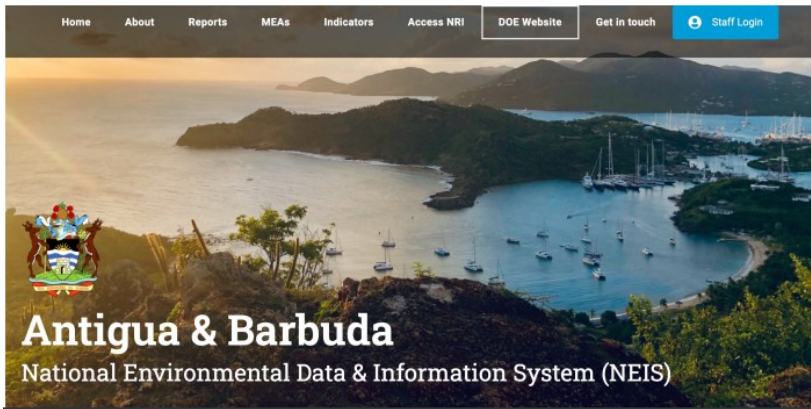 Home About Reports MEAs Indicators Access NRI DOE Website Get in touch Staff Login
Antigua & Barbuda
National Environmental Data & Information System (NEIS)